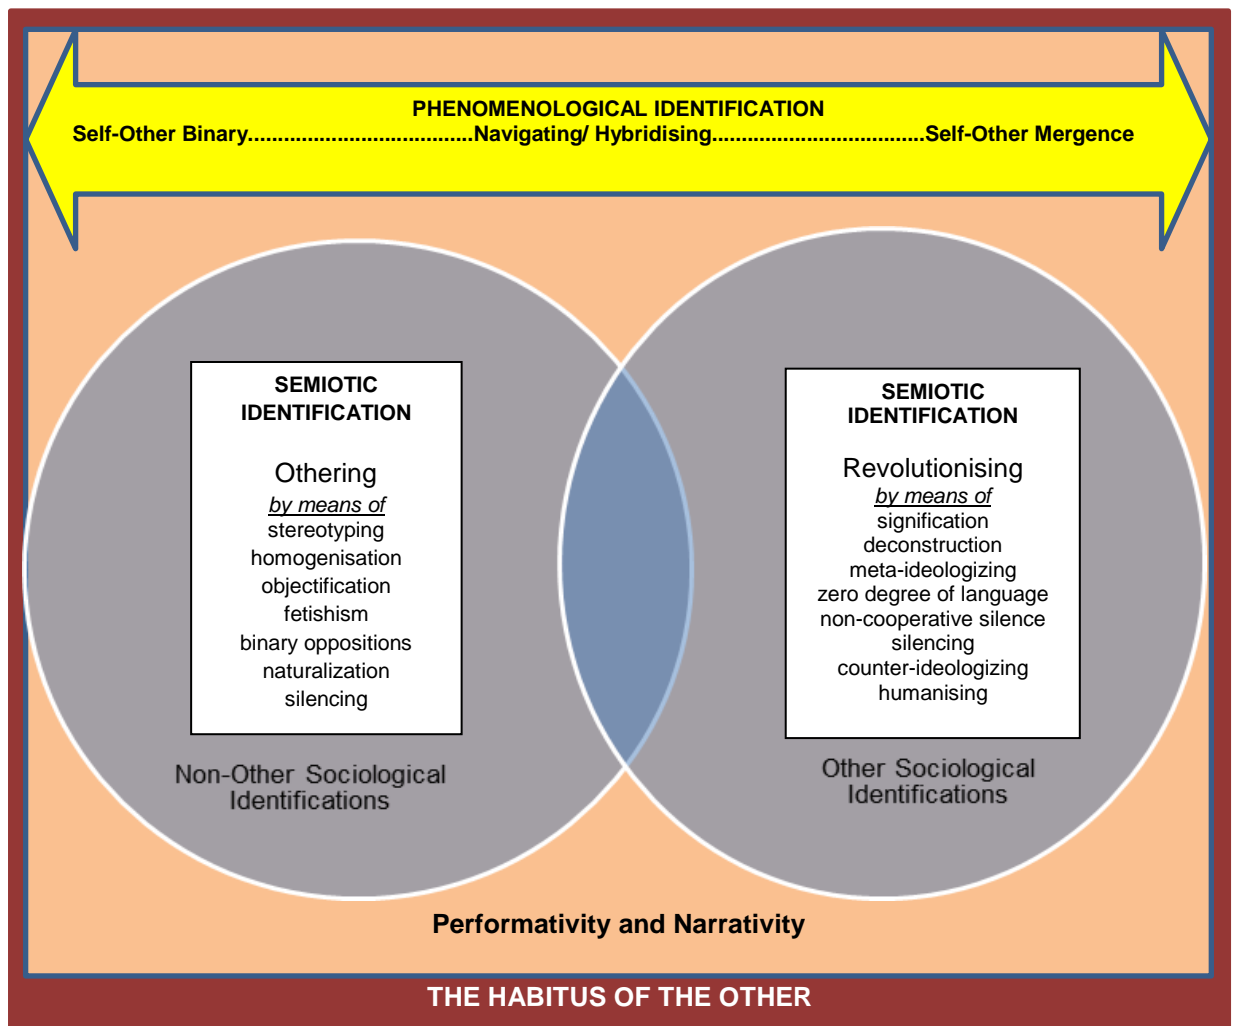 PHENOMENOLOGICAL IDENTIFICATION
Self-Other Binary......................................Navigating/ Hybridising....................................Self-Other Mergence
SEMIOTIC
IDENTIFICATION
Othering
by means of
stereotyping
homogenisation
objectification
fetishism
binary oppositions
naturalization
silencing
Non-Other Sociological
Identifications
SEMIOTIC
IDENTIFICATION
Revolutionising
by means of
signification
deconstruction
meta-ideologizing
zero degree of language
non-cooperative silence
silencing
counter-ideologizing
humanising
Other Sociological
Identifications
Performativity and Narrativity
THE HABITUS OF THE OTHER